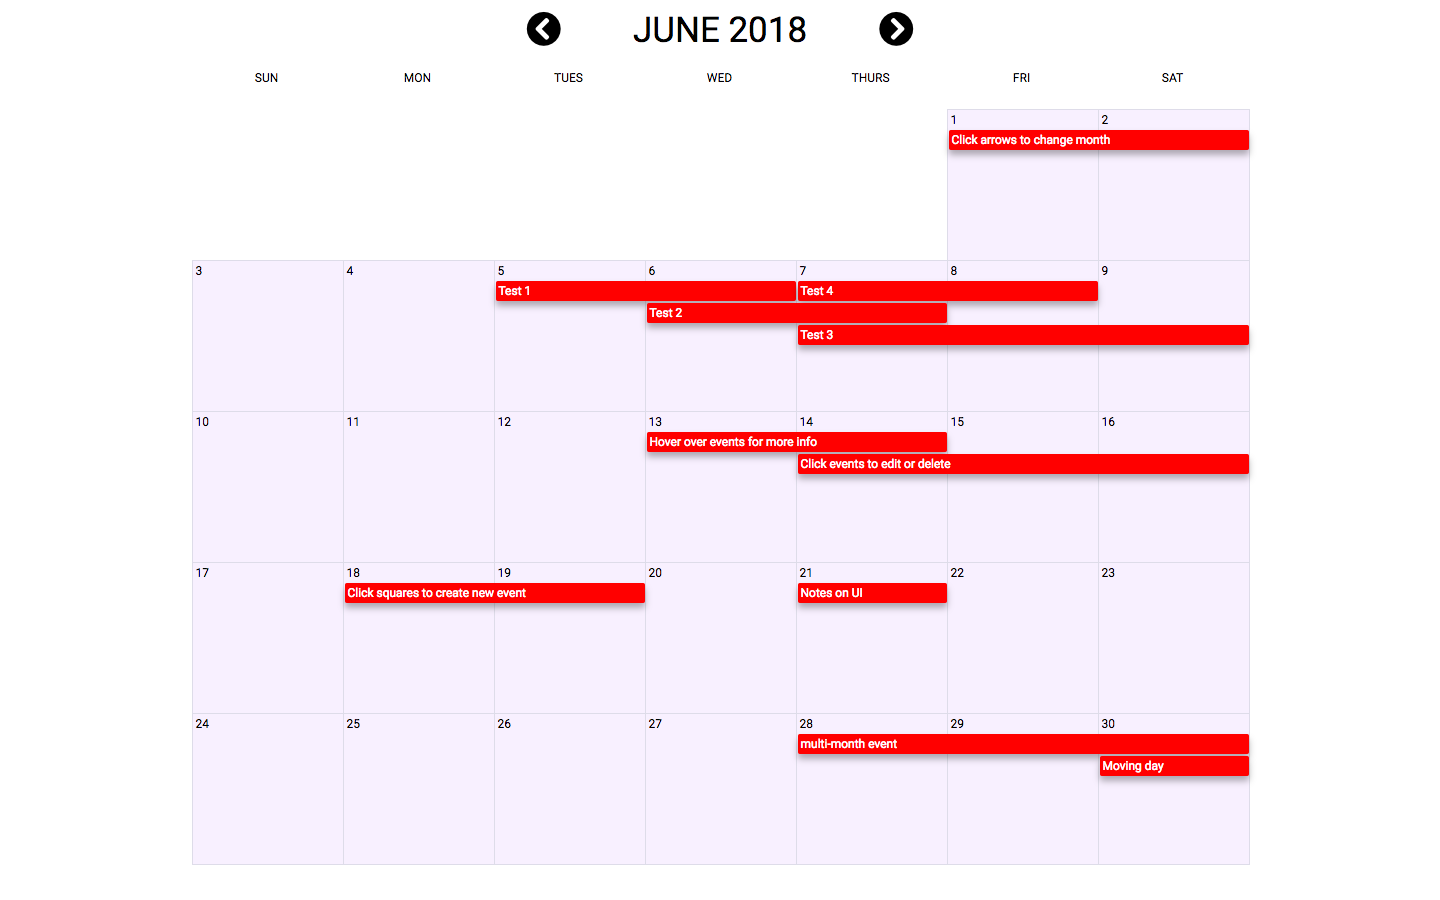 JUNE 2018
SUN MON TUES WED THURS FRI SAT
1 2
Click arrows to change month
3 4 5 6 7 8 9
Test 1 Test 4
Test 2
Test 3
10 11 12 13 14 15 16
Hover over events for more info
Click events to edit or delete
17 18 19 20 21 22 23
Click squares to create new event Notes on UI
24 25 26 27 28 29 30
multi-month event
Moving day